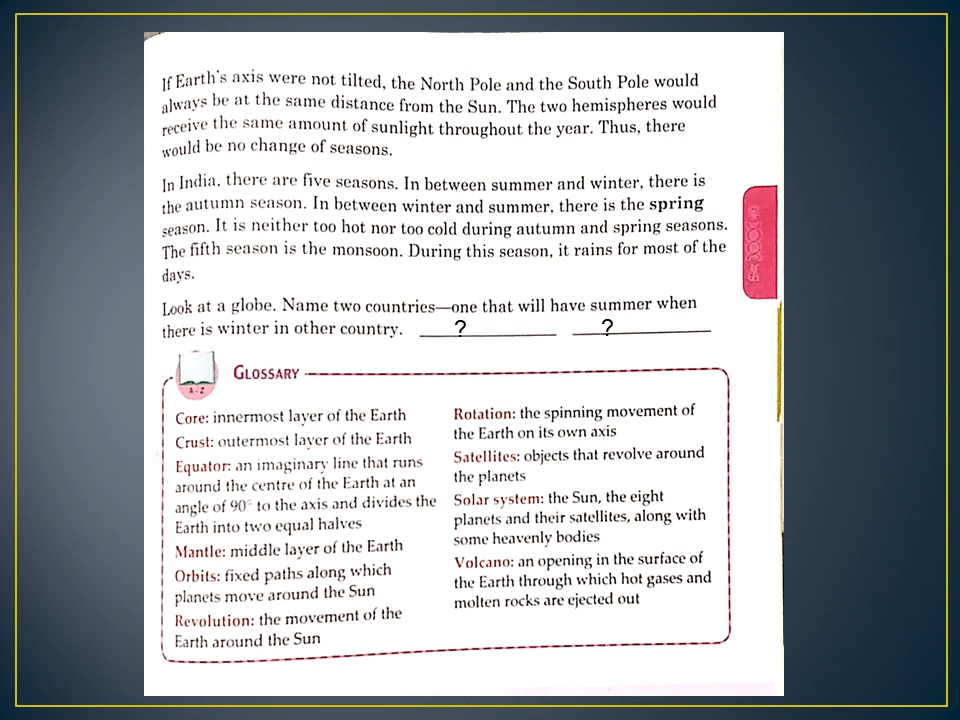 If Earth's axis were not tilted, the North Pole and the South Pole would
always be at the same distance from the Sun. The two hemispheres would
receive the same amount of sunlight throughout the year. Thus, there
would be no change of seasons.
In India, there are five seasons. In between summer and winter, there is
the autumn season. In between winter and summer, there is the spring
season. It is neither too hot nor too cold during autumn and spring seasons.
The fifth season is the monsoon. During this season, it rains for most of the
days.
Look at a globe. Name two countries—one that will have summer when
there is winter in other country. ? ?
A-Z
GLOSSARY
Core: innermost layer of the Earth
Crust: outermost layer of the Earth
Equator: an imaginary line that runs
around the centre of the Earth at an
angle of 90° to the axis and divides the
Earth into two equal halves
Mantle: middle layer of the Earth
Orbits: fixed paths along which
planets move around the Sun
Revolution: the movement of the
Earth around the Sun
Rotation: the spinning movement of
the Earth on its own axis
Satellites: objects that revolve around
the planets
Solar system: the Sun, the eight
planets and their satellites, along with
some heavenly bodies
Volcano: an opening in the surface of
the Earth through which hot gases and
molten rocks are ejected out